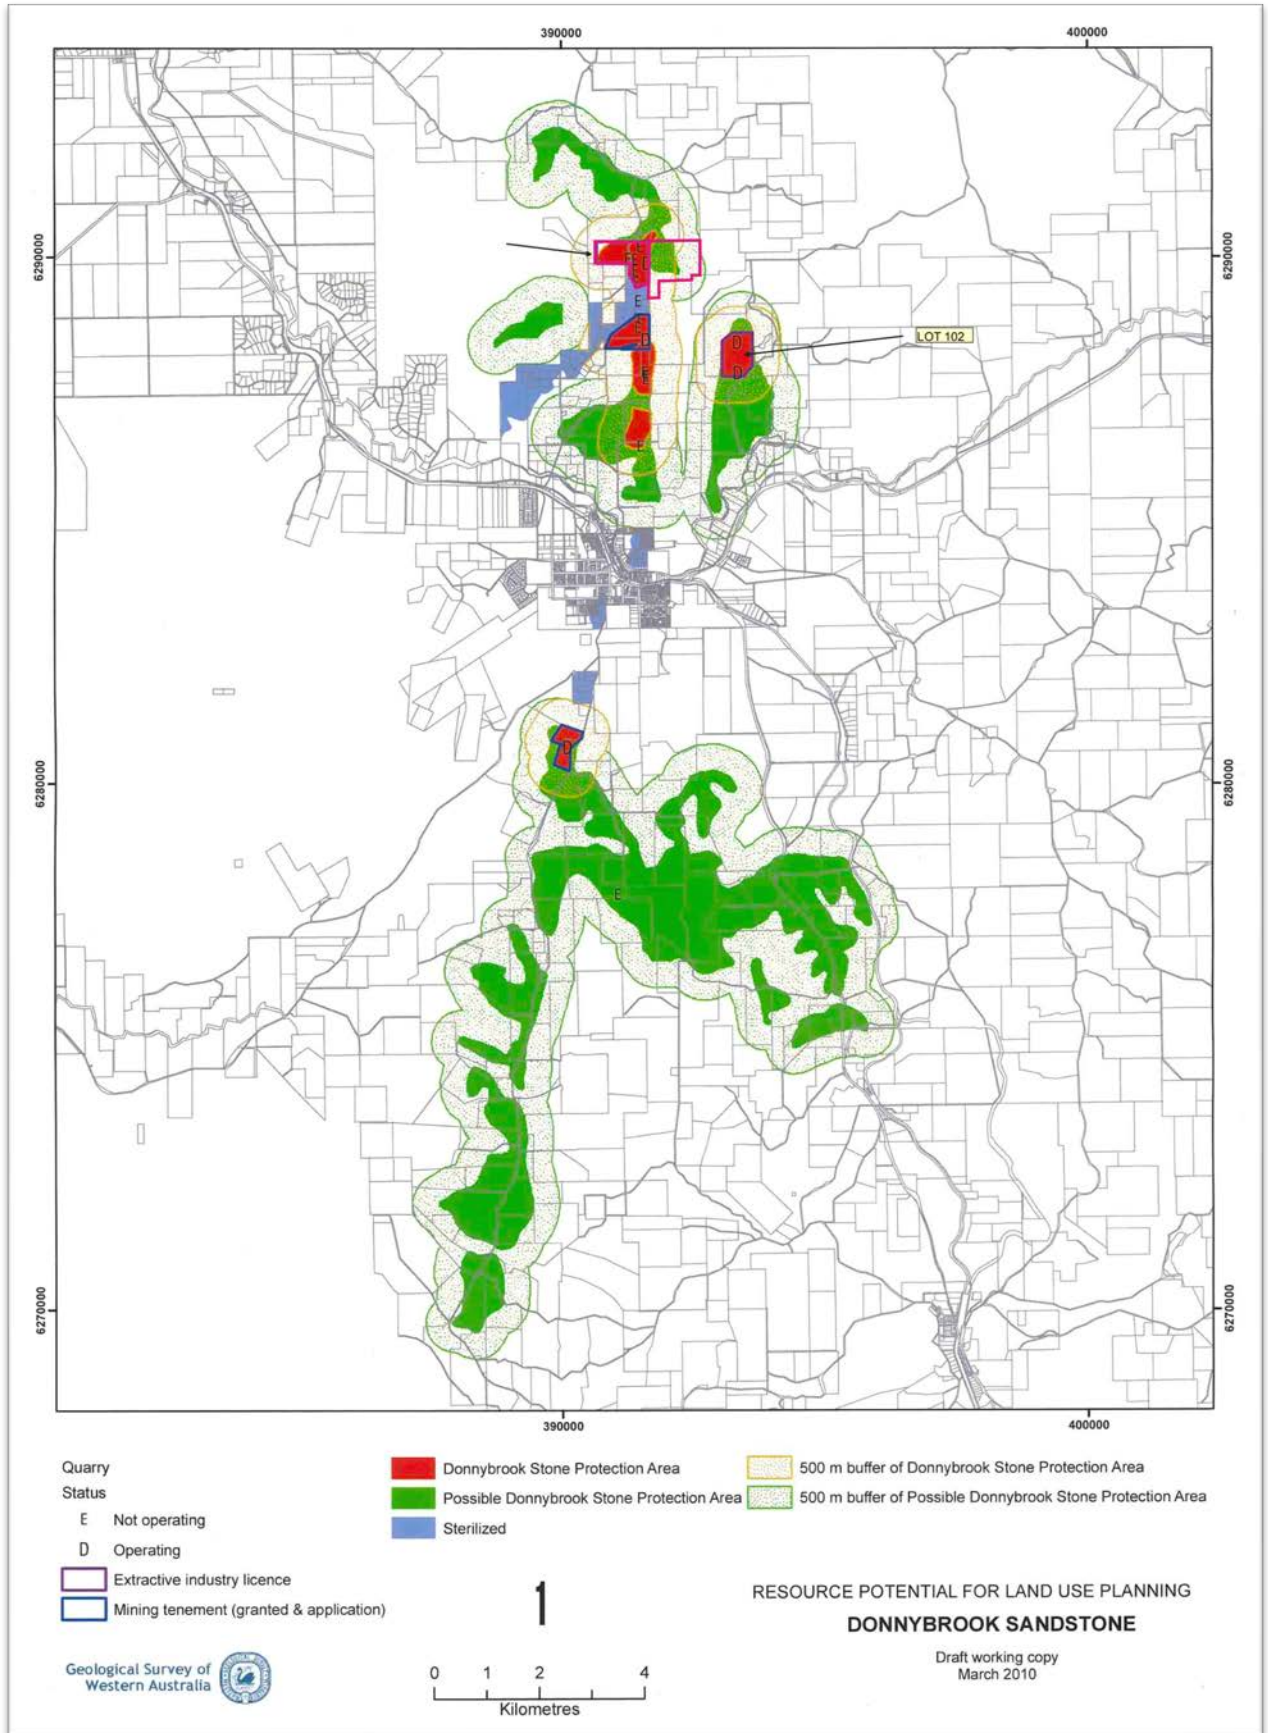 390000
400000
6290000
6290000
E
E
D
LOT 102
D
D
E
E
D
6280000
6280000
E
6270000
6270000
390000
400000
Quarry
Status
E Not operating
D Operating
Extractive industry licence
Mining tenement (granted & application)
Donnybrook Stone Protection Area
Possible Donnybrook Stone Protection Area
Sterilized
500 m buffer of Donnybrook Stone Protection Area
500 m buffer of Possible Donnybrook Stone Protection Area
1
RESOURCE POTENTIAL FOR LAND USE PLANNING
DONNYBROOK SANDSTONE
Draft working copy
March 2010
Geological Survey of
Western Australia
0 1 2 4
Kilometres